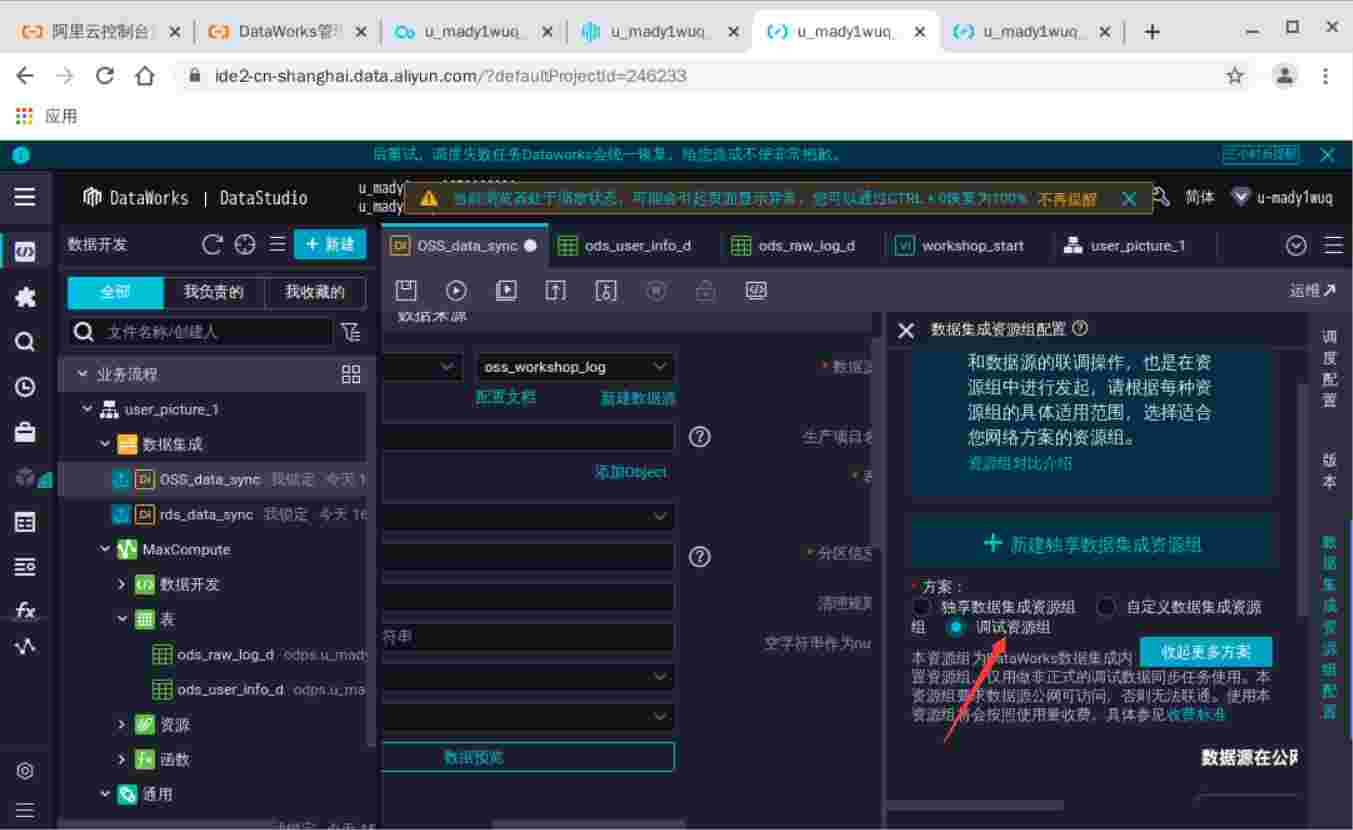 阿里云控制台
DataWorks管
u_mady1wuq_
u_mady1wuq_
u_mady1wuq_
u_mady1wuq_
ide2-cn-shanghai.data.aliyun.com/?defaultProjectId=246233
应用
后重试，调度失败任务Dataworks会统一恢复，给您造成不便非常抱歉。
三小时后提醒
DataWorks | DataStudio
u_mady
u_mady
当前浏览器处于缩放状态，可能会引起页面显示异常，您可以通过CTRL + 0恢复为100% 不再提醒
简体
u-mady1wuq
数据开发
新建
OSS_data_sync
ods_user_info_d
ods_raw_log_d
workshop_start
user_picture_1
全部
我负责的
我收藏的
运维
文件名称/创建人
数据来源
数据集成资源组配置
业务流程
oss_workshop_log
数据源
配置文档
新建数据源
和数据源的联调操作，也是在资
源组中进行发起，请根据每种资
源组的具体适用范围，选择适合
您网络方案的资源组。
资源组对比介绍
user_picture_1
数据集成
生产项目名
OSS_data_sync 我锁定 今天 1
添加Object
rds_data_sync 我锁定 今天 16
MaxCompute
分区信息
新建独享数据集成资源组
数据开发
方案：
独享数据集成资源组
自定义数据集成资源
组
调试资源组
清理规则
表
符串
空字符串作为nu
收起更多方案
本资源组为DataWorks数据集成内
置资源组，仅用做非正式的调试数据同步任务使用。本
资源组要求数据源公网可访问，否则无法联通。使用本
资源组将会按照使用量收费，具体参见收费标准
ods_raw_log_d odps.u_mady
ods_user_info_d odps.u_ma
资源
函数
数据预览
数据源在公网
通用
调度配置
版本
数据集成资源组配置